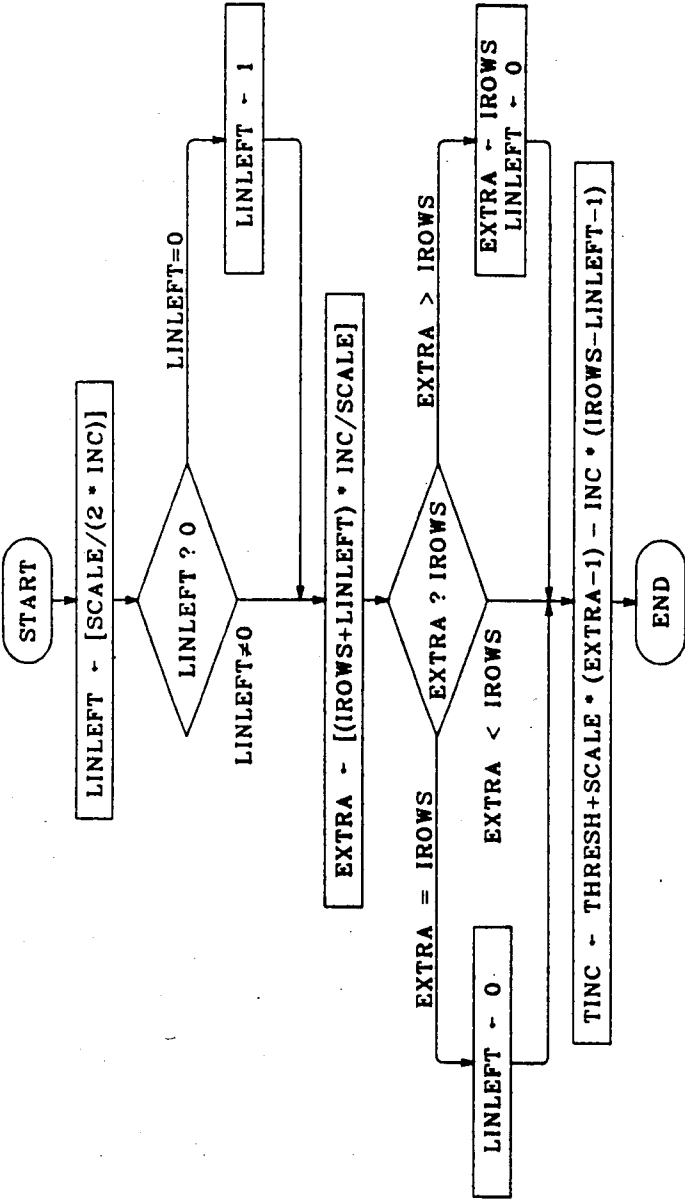 START
LINLEFT ← [SCALE/(2 * INC)]
LINLEFT ? 0
LINLEFT=0
LINLEFT ← 1
LINLEFT≠0
EXTRA ← [(IROWS+LINLEFT) * INC/SCALE]
EXTRA ? IROWS
EXTRA = IROWS
EXTRA < IROWS
EXTRA > IROWS
LINLEFT ← 0
EXTRA ← IROWS
LINLEFT ← 0
TINC ← THRESH+SCALE * (EXTRA-1) - INC * (IROWS-LINLEFT-1)
END